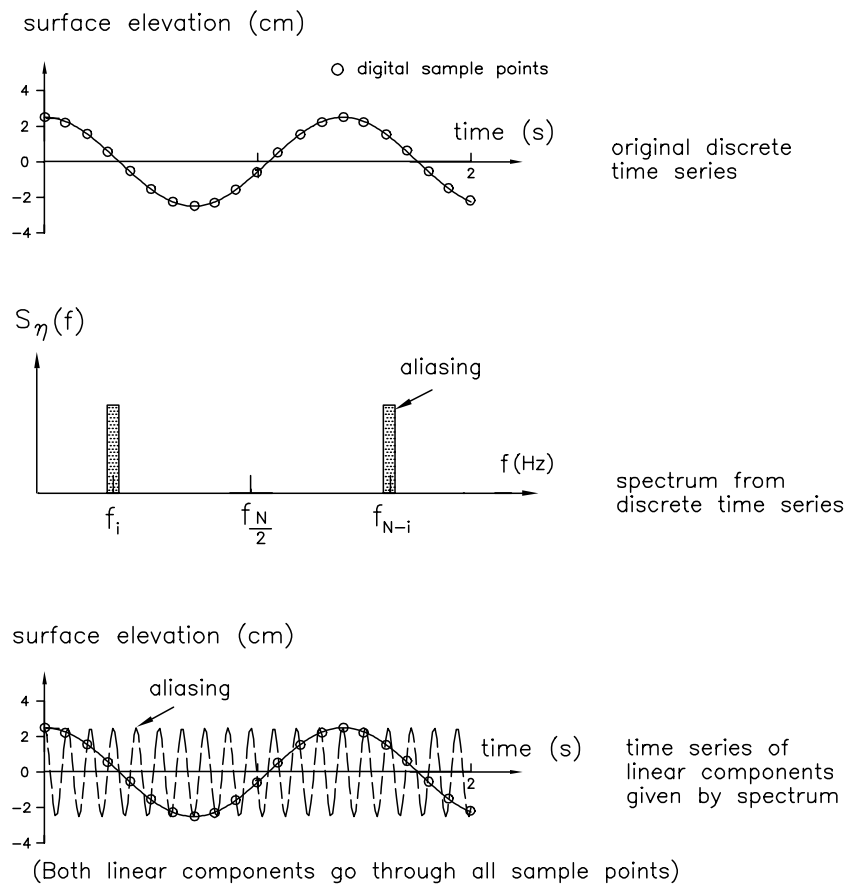 surface elevation (cm)
digital sample points
4
2
0
−2
−4
time (s)
2
original discrete
time series
Sη(f)
aliasing
f(Hz)
fi
fN/2
fN−i
spectrum from
discrete time series
surface elevation (cm)
aliasing
4
2
0
−2
−4
time (s)
2
time series of
linear components
given by spectrum
(Both linear components go through all sample points)